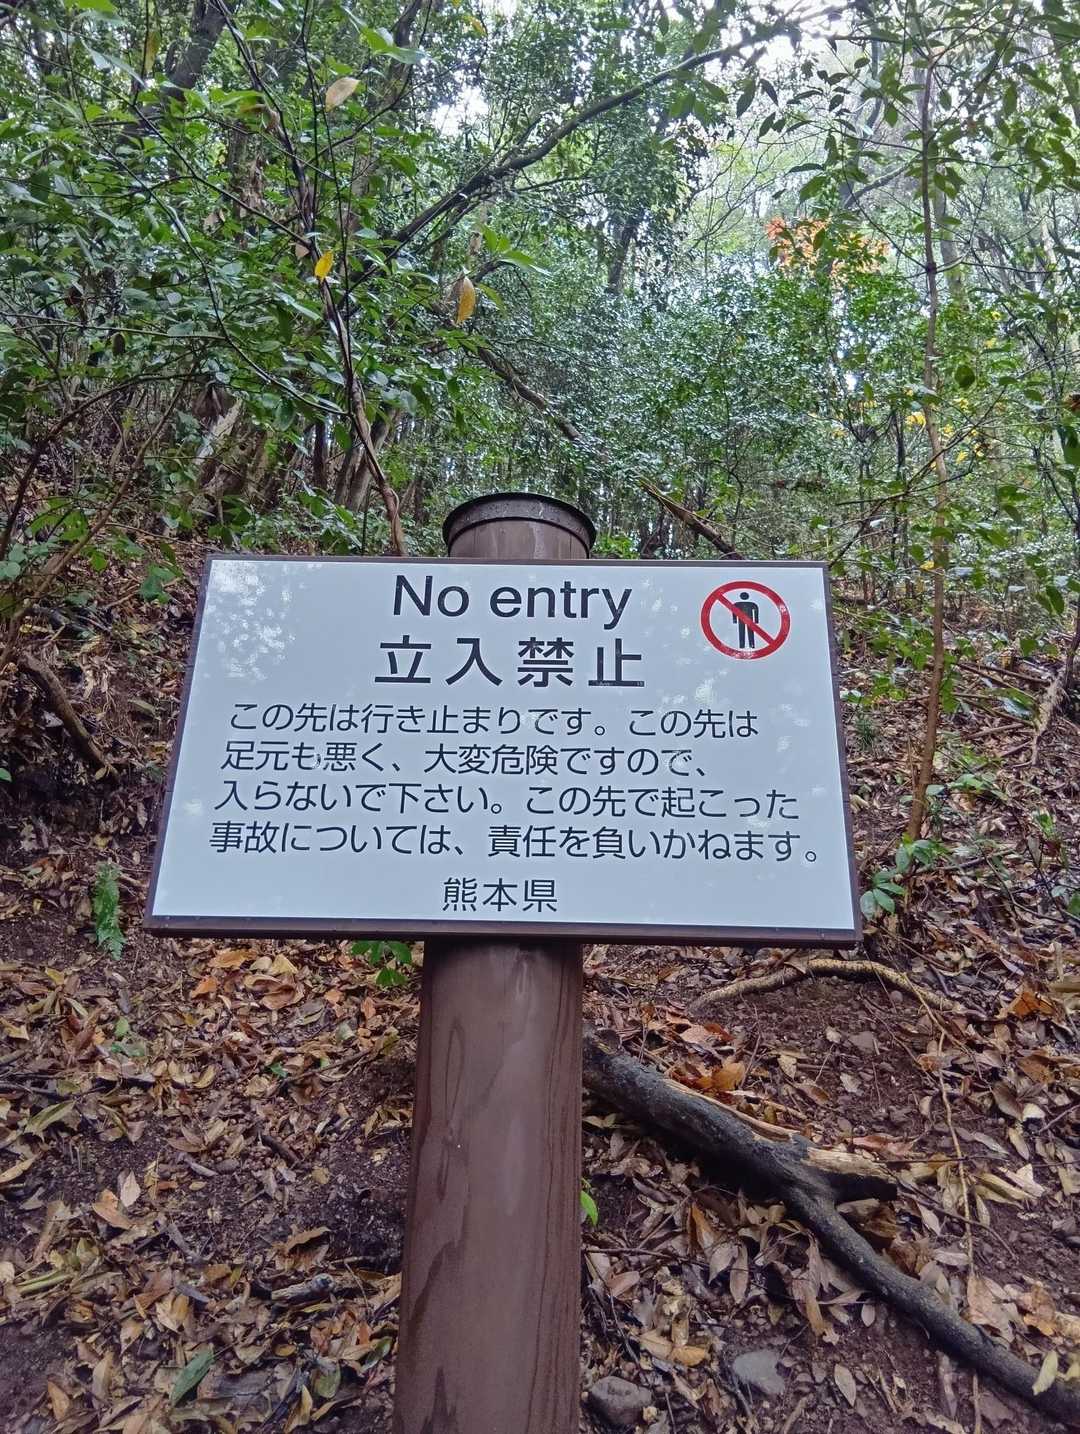 No entry
立入禁止
この先は行き止まりです。この先は
足元も悪く、大変危険ですので、
入らないで下さい。この先で起こった
事故については、責任を負いかねます。
熊本県